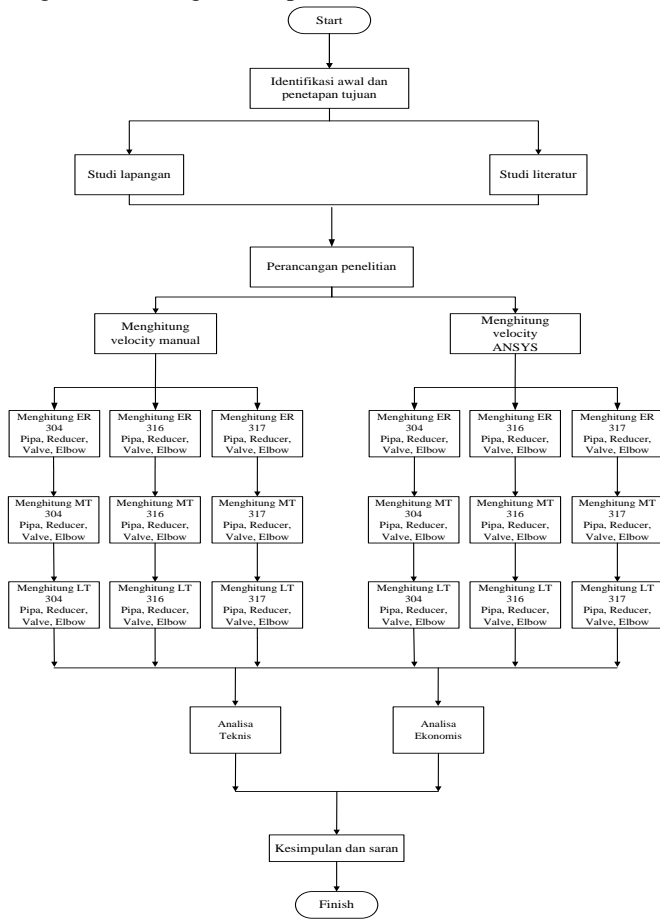 Start
Identifikasi awal dan
penetapan tujuan
Studi lapangan
Studi literatur
Perancangan penelitian
Menghitung
velocity manual
Menghitung
velocity
ANSYS
Menghitung ER
304
Pipa, Reducer,
Valve, Elbow
Menghitung ER
316
Pipa, Reducer,
Valve, Elbow
Menghitung ER
317
Pipa, Reducer,
Valve, Elbow
Menghitung ER
304
Pipa, Reducer,
Valve, Elbow
Menghitung ER
316
Pipa, Reducer,
Valve, Elbow
Menghitung ER
317
Pipa, Reducer,
Valve, Elbow
Menghitung MT
304
Pipa, Reducer,
Valve, Elbow
Menghitung MT
316
Pipa, Reducer,
Valve, Elbow
Menghitung MT
317
Pipa, Reducer,
Valve, Elbow
Menghitung MT
304
Pipa, Reducer,
Valve, Elbow
Menghitung MT
316
Pipa, Reducer,
Valve, Elbow
Menghitung MT
317
Pipa, Reducer,
Valve, Elbow
Menghitung LT
304
Pipa, Reducer,
Valve, Elbow
Menghitung LT
316
Pipa, Reducer,
Valve, Elbow
Menghitung LT
317
Pipa, Reducer,
Valve, Elbow
Menghitung LT
304
Pipa, Reducer,
Valve, Elbow
Menghitung LT
316
Pipa, Reducer,
Valve, Elbow
Menghitung LT
317
Pipa, Reducer,
Valve, Elbow
Analisa
Teknis
Analisa
Ekonomis
Kesimpulan dan saran
Finish